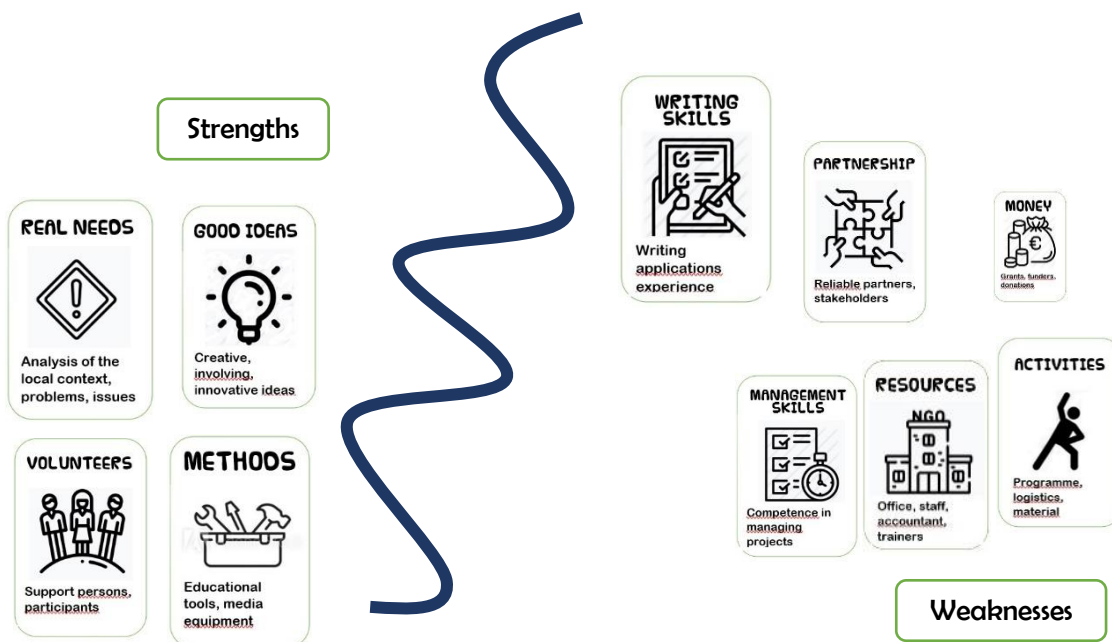 Strengths
REAL NEEDS
Analysis of the
local context,
problems, issues
GOOD IDEAS
Creative,
involving,
innovative ideas
VOLUNTEERS
Support persons,
participants
METHODS
Educational
tools, media
equipment
WRITING
SKILLS
Writing
applications
experience
PARTNERSHIP
Reliable partners,
stakeholders
MONEY
€
Grants, funders,
donations
MANAGEMENT
SKILLS
Competence in
managing
projects
RESOURCES
NGO
Office, staff,
accountant,
trainers
ACTIVITIES
Programme,
logistics,
material
Weaknesses